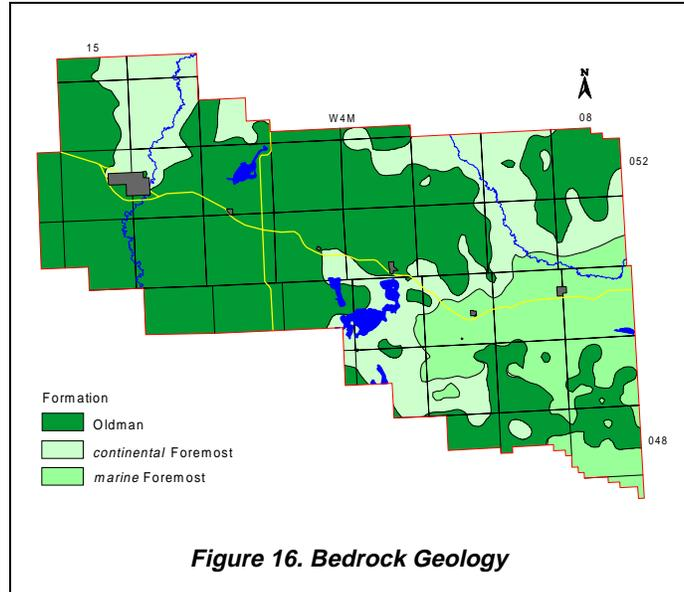 15
N
W4M
08
052
Formation
Oldman
continental Foremost
marine Foremost
048
Figure 16. Bedrock Geology